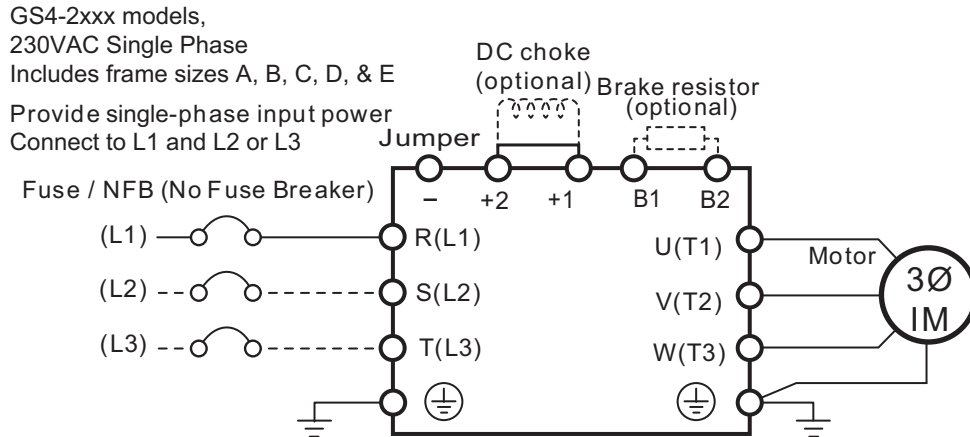 GS4-2xxx models,
230VAC Single Phase
Includes frame sizes A, B, C, D, & E
Provide single-phase input power
Connect to L1 and L2 or L3
DC choke
(optional)
Brake resistor
(optional)
Jumper
Fuse / NFB (No Fuse Breaker)
– +2 +1 B1 B2
(L1) R(L1) U(T1)
Motor
(L2) S(L2) V(T2)
3Ø
IM
(L3) T(L3) W(T3)